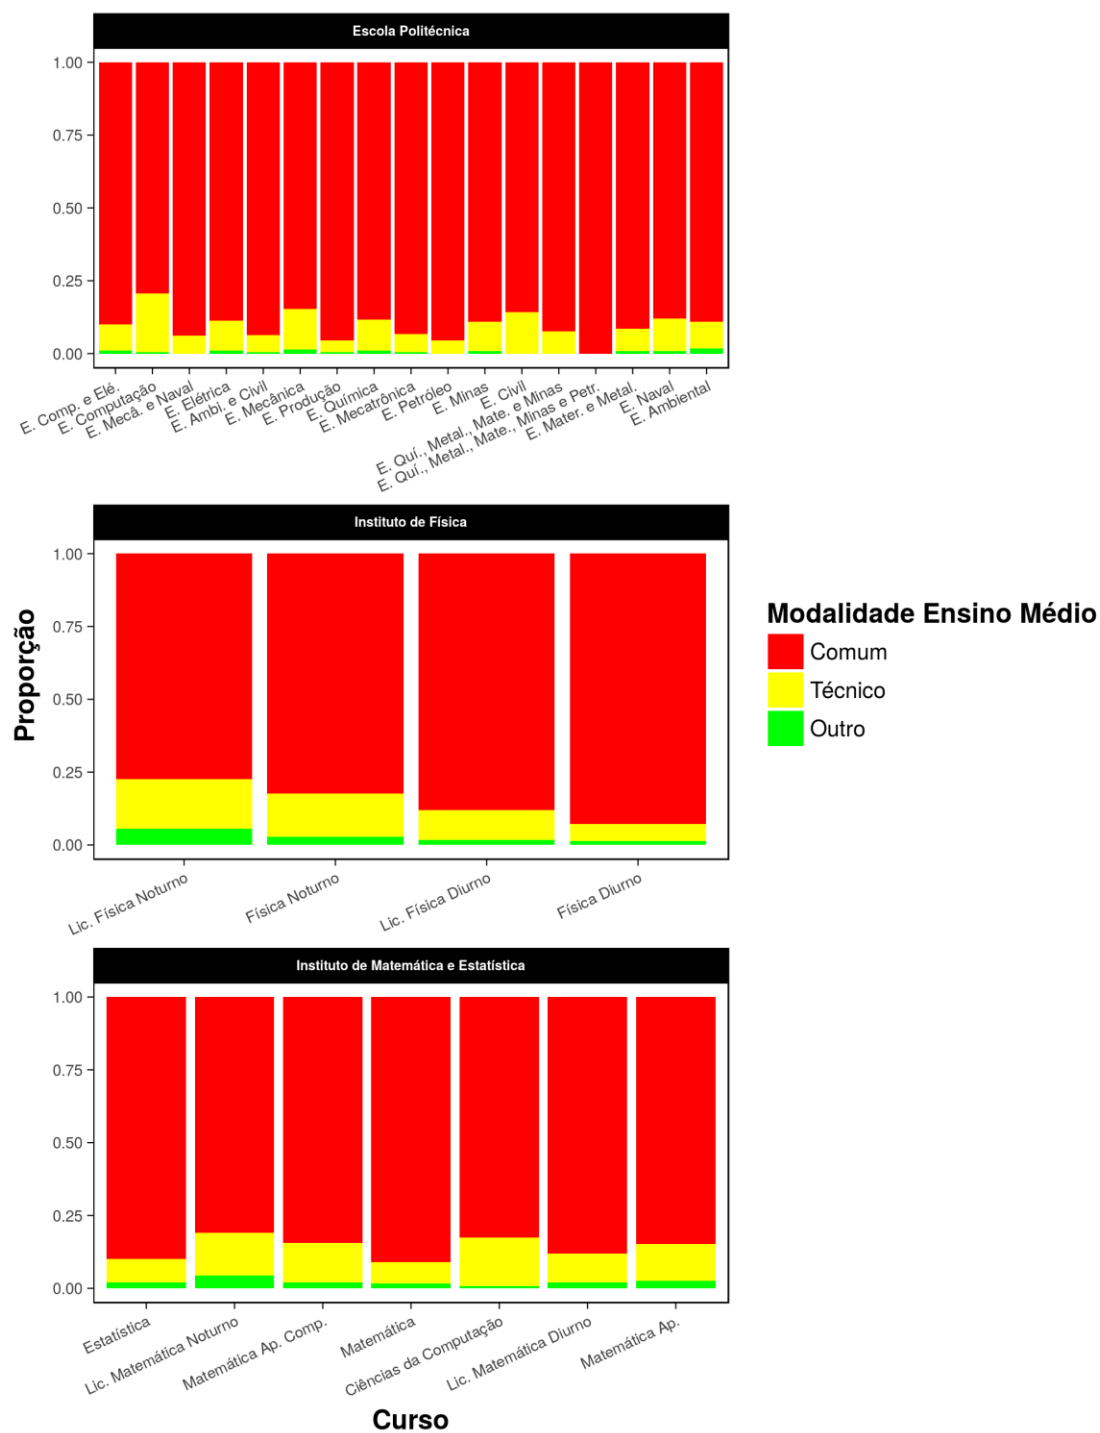 Escola Politécnica
1.00
0.75
0.50
0.25
0.00
E. Comp. e Elé.
E. Computação
E. Mecâ. e Naval
E. Elétrica
E. Ambi. e Civil
E. Mecânica
E. Produção
E. Química
E. Mecatrônica
E. Petróleo
E. Minas
E. Civil
E. Quí., Metal., Mate. e Minas
E. Quí., Metal., Mate., Minas e Petr.
E. Mater. e Metal.
E. Naval
E. Ambiental
Instituto de Física
1.00
0.75
0.50
0.25
0.00
Lic. Física Noturno
Física Noturno
Lic. Física Diurno
Física Diurno
Proporção
Modalidade Ensino Médio
Comum
Técnico
Outro
Instituto de Matemática e Estatística
1.00
0.75
0.50
0.25
0.00
Estatística
Lic. Matemática Noturno
Matemática Ap. Comp.
Matemática
Ciências da Computação
Lic. Matemática Diurno
Matemática Ap.
Curso